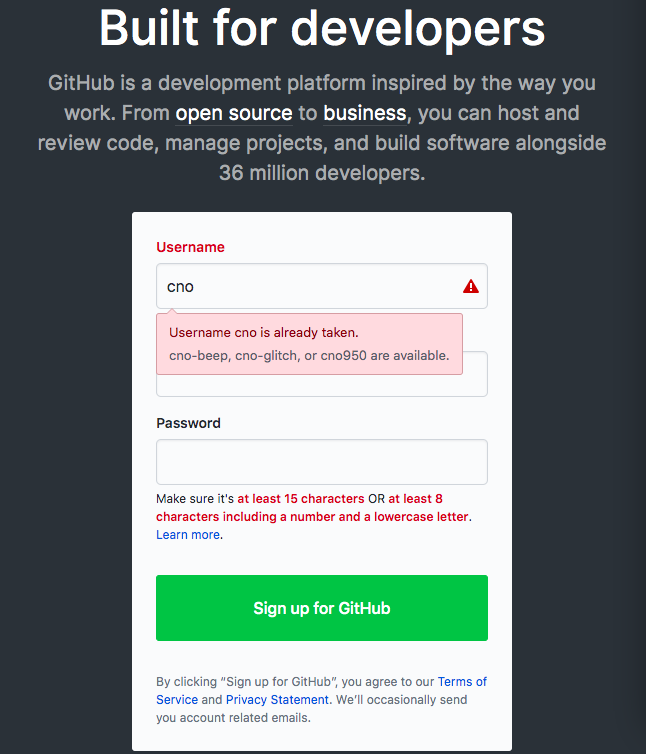 Built for developers
GitHub is a development platform inspired by the way you
work. From open source to business, you can host and
review code, manage projects, and build software alongside
36 million developers.
Username
cno
Username cno is already taken.
cno-beep, cno-glitch, or cno950 are available.
Password
Make sure it's at least 15 characters OR at least 8
characters including a number and a lowercase letter.
Learn more.
Sign up for GitHub
By clicking “Sign up for GitHub”, you agree to our Terms of
Service and Privacy Statement. We’ll occasionally send
you account related emails.